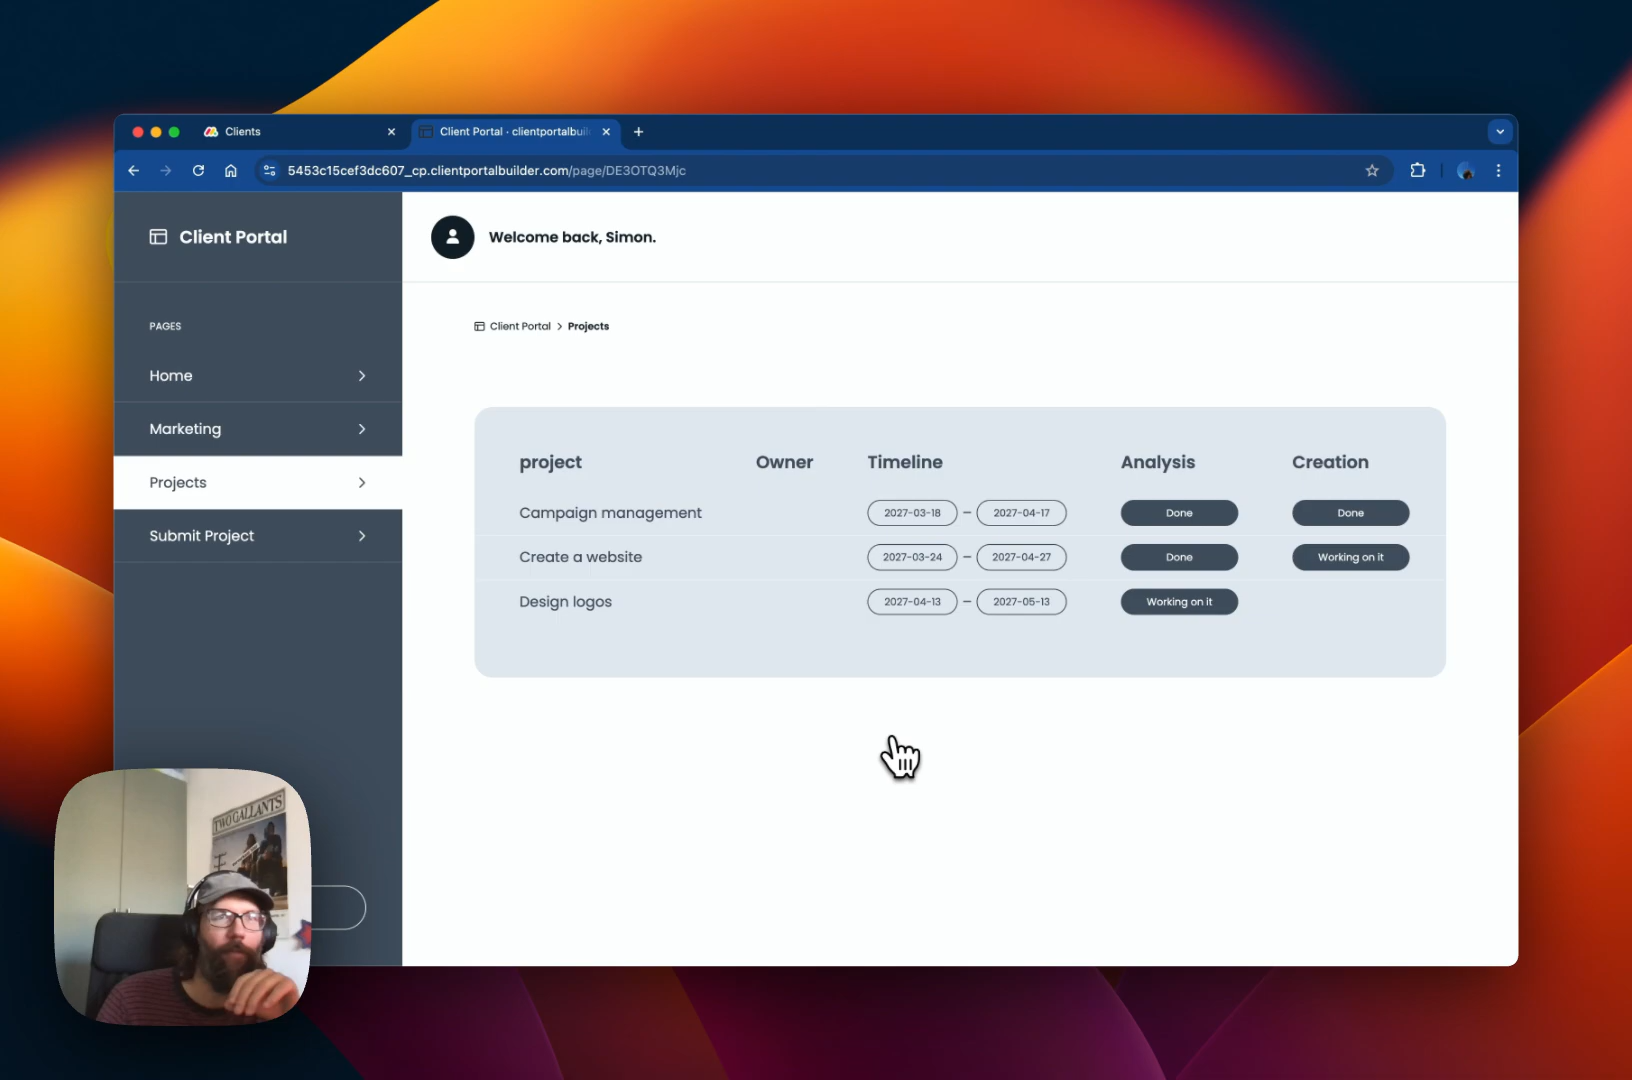 Clients
Client Portal · clientportalbuil
5453c15cef3dc607_cp.clientportalbuilder.com/page/DE3OTQ3Mjc
Client Portal
Welcome back, Simon.
PAGES
Home
Marketing
Projects
Submit Project
Client Portal > Projects
project Owner Timeline Analysis Creation
Campaign management 2027-03-18 – 2027-04-17 Done Done
Create a website 2027-03-24 – 2027-04-27 Done Working on it
Design logos 2027-04-13 – 2027-05-13 Working on it
TWO GALLANTS